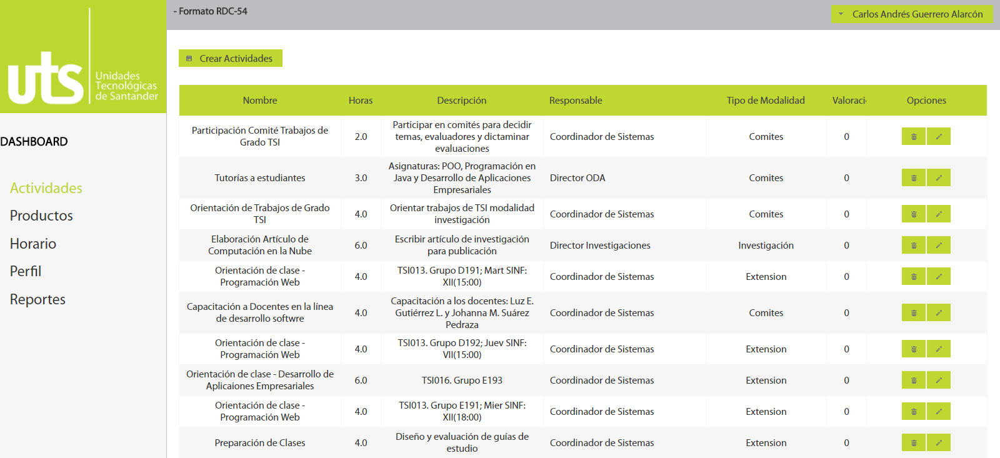 - Formato RDC-54
Carlos Andrés Guerrero Alarcón
uts
Unidades
Tecnológicas
de Santander
DASHBOARD
Actividades
Productos
Horario
Perfil
Reportes
Crear Actividades
Nombre Horas Descripción Responsable Tipo de Modalidad Valoraci Opciones
Participación Comité Trabajos de
Grado TSI
2.0
Participar en comités para decidir
temas, evaluadores y dictaminar
evaluaciones
Coordinador de Sistemas
Comites
0
Tutorías a estudiantes
3.0
Asignaturas: POO, Programación en
Java y Desarrollo de Aplicaciones
Empresariales
Director ODA
Comites
0
Orientación de Trabajos de Grado
TSI
4.0
Orientar trabajos de TSI modalidad
investigación
Coordinador de Sistemas
Comites
0
Elaboración Artículo de
Computación en la Nube
6.0
Escribir artículo de investigación
para publicación
Director Investigaciones
Investigación
0
Orientación de clase -
Programación Web
4.0
TSI013. Grupo D191; Mart SINF:
XII(15:00)
Coordinador de Sistemas
Extension
0
Capacitación a Docentes en la línea
de desarrollo softwre
4.0
Capacitación a los docentes: Luz E.
Gutiérrez L. y Johanna M. Suárez
Pedraza
Coordinador de Sistemas
Comites
0
Orientación de clase -
Programación Web
4.0
TSI013. Grupo D192; Juev SINF:
VII(15:00)
Coordinador de Sistemas
Extension
0
Orientación de clase - Desarrollo de
Aplicaiones Empresariales
6.0
TSI016. Grupo E193
Coordinador de Sistemas
Extension
0
Orientación de clase -
Programación Web
4.0
TSI013. Grupo E191; Mier SINF:
XII(18:00)
Coordinador de Sistemas
Extension
0
Preparación de Clases
4.0
Diseño y evaluación de guías de
estudio
Coordinador de Sistemas
Extension
0